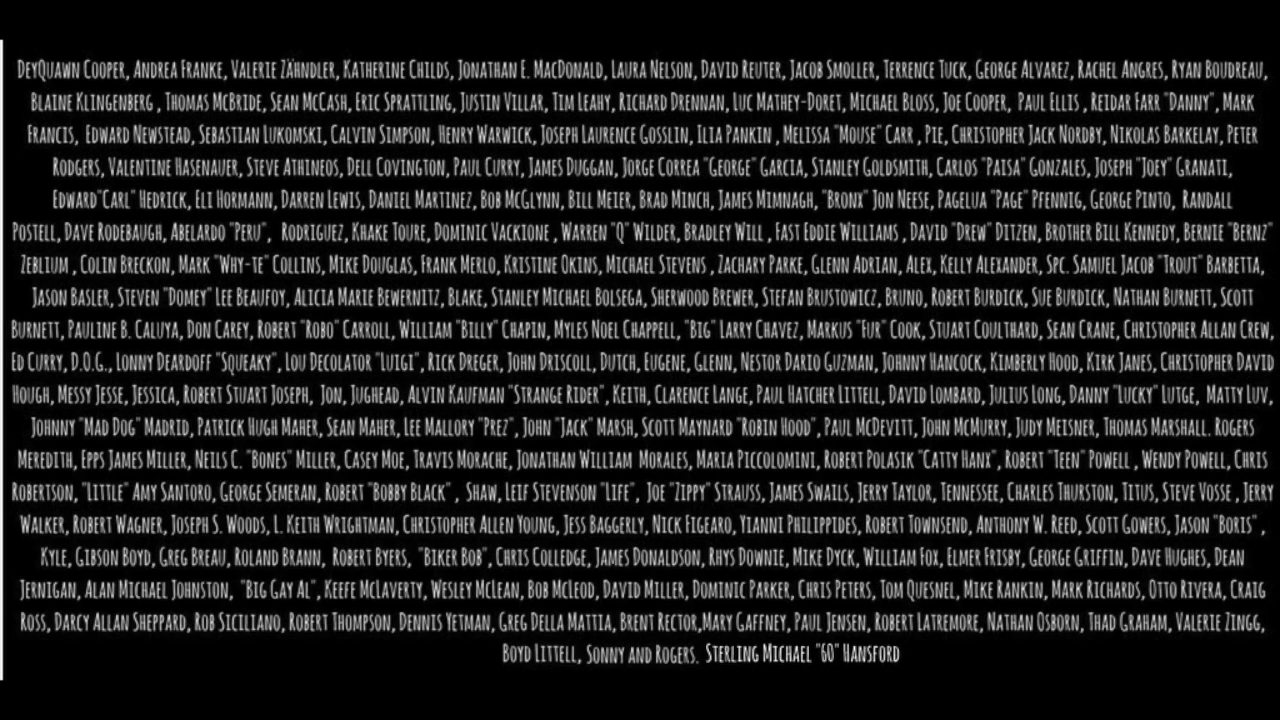 DeyQuawn Cooper, Andrea Franke, Valerie Zähndler, Katherine Childs, Jonathan E. MacDonald, Laura Nelson, David Reuter, Jacob Smoller, Terrence Tuck, George Alvarez, Rachel Angres, Ryan Boudreau,
Blaine Klingenberg , Thomas McBride, Sean McCash, Eric Sprattling, Justin Villar, Tim Leahy, Richard Drennan, Luc Mathey-Doret, Michael Bloss, Joe Cooper, Paul Ellis , Reidar Farr "Danny", Mark
Francis, Edward Newstead, Sebastian Lukomski, Calvin Simpson, Henry Warwick, Joseph Laurence Gosslin, Ilia Pankin , Melissa "Mouse" Carr , Pie, Christopher Jack Nordby, Nikolas Barkelay, Peter
Rodgers, Valentine Hasenauer, Steve Athineos, Dell Covington, Paul Curry, James Duggan, Jorge Correa "George" Garcia, Stanley Goldsmith, Carlos "Paisa" Gonzales, Joseph "Joey" Granati,
Edward"Carl" Hedrick, Eli Hormann, Darren Lewis, Daniel Martinez, Bob McGlynn, Bill Meier, Brad Minch, James Mimnagh, "Bronx" Jon Neese, Pagelua "Page" Pfennig, George Pinto, Randall
Postell, Dave Rodebaugh, Abelardo "Peru", Rodriguez, Khake Toure, Dominic Vackione , Warren "Q" Wilder, Bradley Will , Fast Eddie Williams , David "Drew" Ditzen, Brother Bill Kennedy, Bernie "Bernz"
Zeblium , Colin Breckon, Mark "Why-te" Collins, Mike Douglas, Frank Merlo, Kristine Okins, Michael Stevens , Zachary Parke, Glenn Adrian, Alex, Kelly Alexander, Spc. Samuel Jacob "Trout" Barbetta,
Jason Basler, Steven "Domey" Lee Beaufoy, Alicia Marie Bewernitz, Blake, Stanley Michael Bolsega, Sherwood Brewer, Stefan Brustowicz, Bruno, Robert Burdick, Sue Burdick, Nathan Burnett, Scott
Burnett, Pauline B. Caluya, Don Carey, Robert "Robo" Carroll, William "Billy" Chapin, Myles Noel Chappell, "Big" Larry Chavez, Markus "Fur" Cook, Stuart Coulthard, Sean Crane, Christopher Allan Crew,
Ed Curry, D.O.G., Lonny Deardoff "Squeaky", Lou Decolator "Luigi", Rick Dreger, John Driscoll, Dutch, Eugene, Glenn, Nestor Dario Guzman, Johnny Hancock, Kimberly Hood, Kirk Janes, Christopher David
Hough, Messy Jesse, Jessica, Robert Stuart Joseph, Jon, Jughead, Alvin Kaufman "Strange Rider", Keith, Clarence Lange, Paul Hatcher Littell, David Lombard, Julius Long, Danny "Lucky" Lutge, Matty Luv,
Johnny "Mad Dog" Madrid, Patrick Hugh Maher, Sean Maher, Lee Mallory "Prez", John "Jack" Marsh, Scott Maynard "Robin Hood", Paul McDevitt, John McMurry, Judy Meisner, Thomas Marshall. Rogers
Meredith, Epps James Miller, Neils C. "Bones" Miller, Casey Moe, Travis Morache, Jonathan William Morales, Maria Piccolomini, Robert Polasik "Catty Hanx", Robert "Teen" Powell , Wendy Powell, Chris
Robertson, "Little" Amy Santoro, George Semeran, Robert "Bobby Black" , Shaw, Leif Stevenson "Life", Joe "Zippy" Strauss, James Swails, Jerry Taylor, Tennessee, Charles Thurston, Titus, Steve Vosse , Jerry
Walker, Robert Wagner, Joseph S. Woods, L. Keith Wrightman, Christopher Allen Young, Jess Baggerly, Nick Figearo, Yianni Philippides, Robert Townsend, Anthony W. Reed, Scott Gowers, Jason "Boris" ,
Kyle, Gibson Boyd, Greg Breau, Roland Brann, Robert Byers, "Biker Bob", Chris Colledge, James Donaldson, Rhys Downie, Mike Dyck, William Fox, Elmer Frisby, George Griffin, Dave Hughes, Dean
Jernigan, Alan Michael Johnston, "Big Gay Al", Keefe McLaverty, Wesley McLean, Bob McLeod, David Miller, Dominic Parker, Chris Peters, Tom Quesnel, Mike Rankin, Mark Richards, Otto Rivera, Craig
Ross, Darcy Allan Sheppard, Rob Siciliano, Robert Thompson, Dennis Yetman, Greg Della Mattia, Brent Rector,Mary Gaffney, Paul Jensen, Robert Latremore, Nathan Osborn, Thad Graham, Valerie Zingg,
Boyd Littell, Sonny and Rogers. Sterling Michael "60" Hansford